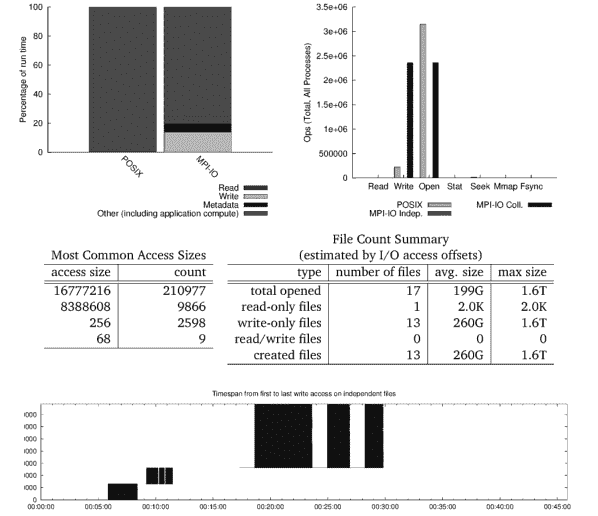 100
80
60
40
20
0
Percentage of run time
POSIX
MPI-IO
Read
Write
Metadata
Other (including application compute)
3.5e+06
3e+06
2.5e+06
2e+06
1.5e+06
1e+06
500000
0
Ops (Total, All Processes)
Read Write Open Stat Seek Mmap Fsync
POSIX
MPI-IO Indep.
MPI-IO Coll.
Most Common Access Sizes
access size count
16777216 210977
8388608 9866
256 2598
68 9
File Count Summary
(estimated by I/O access offsets)
type number of files avg. size max size
total opened 17 199G 1.6T
read-only files 1 2.0K 2.0K
write-only files 13 260G 1.6T
read/write files 0 0 0
created files 13 260G 1.6T
Timespan from first to last write access on independent files
0000
0000
0000
0000
0000
0000
0000
0
00:00:00 00:05:00 00:10:00 00:15:00 00:20:00 00:25:00 00:30:00 00:35:00 00:40:00 00:45:00